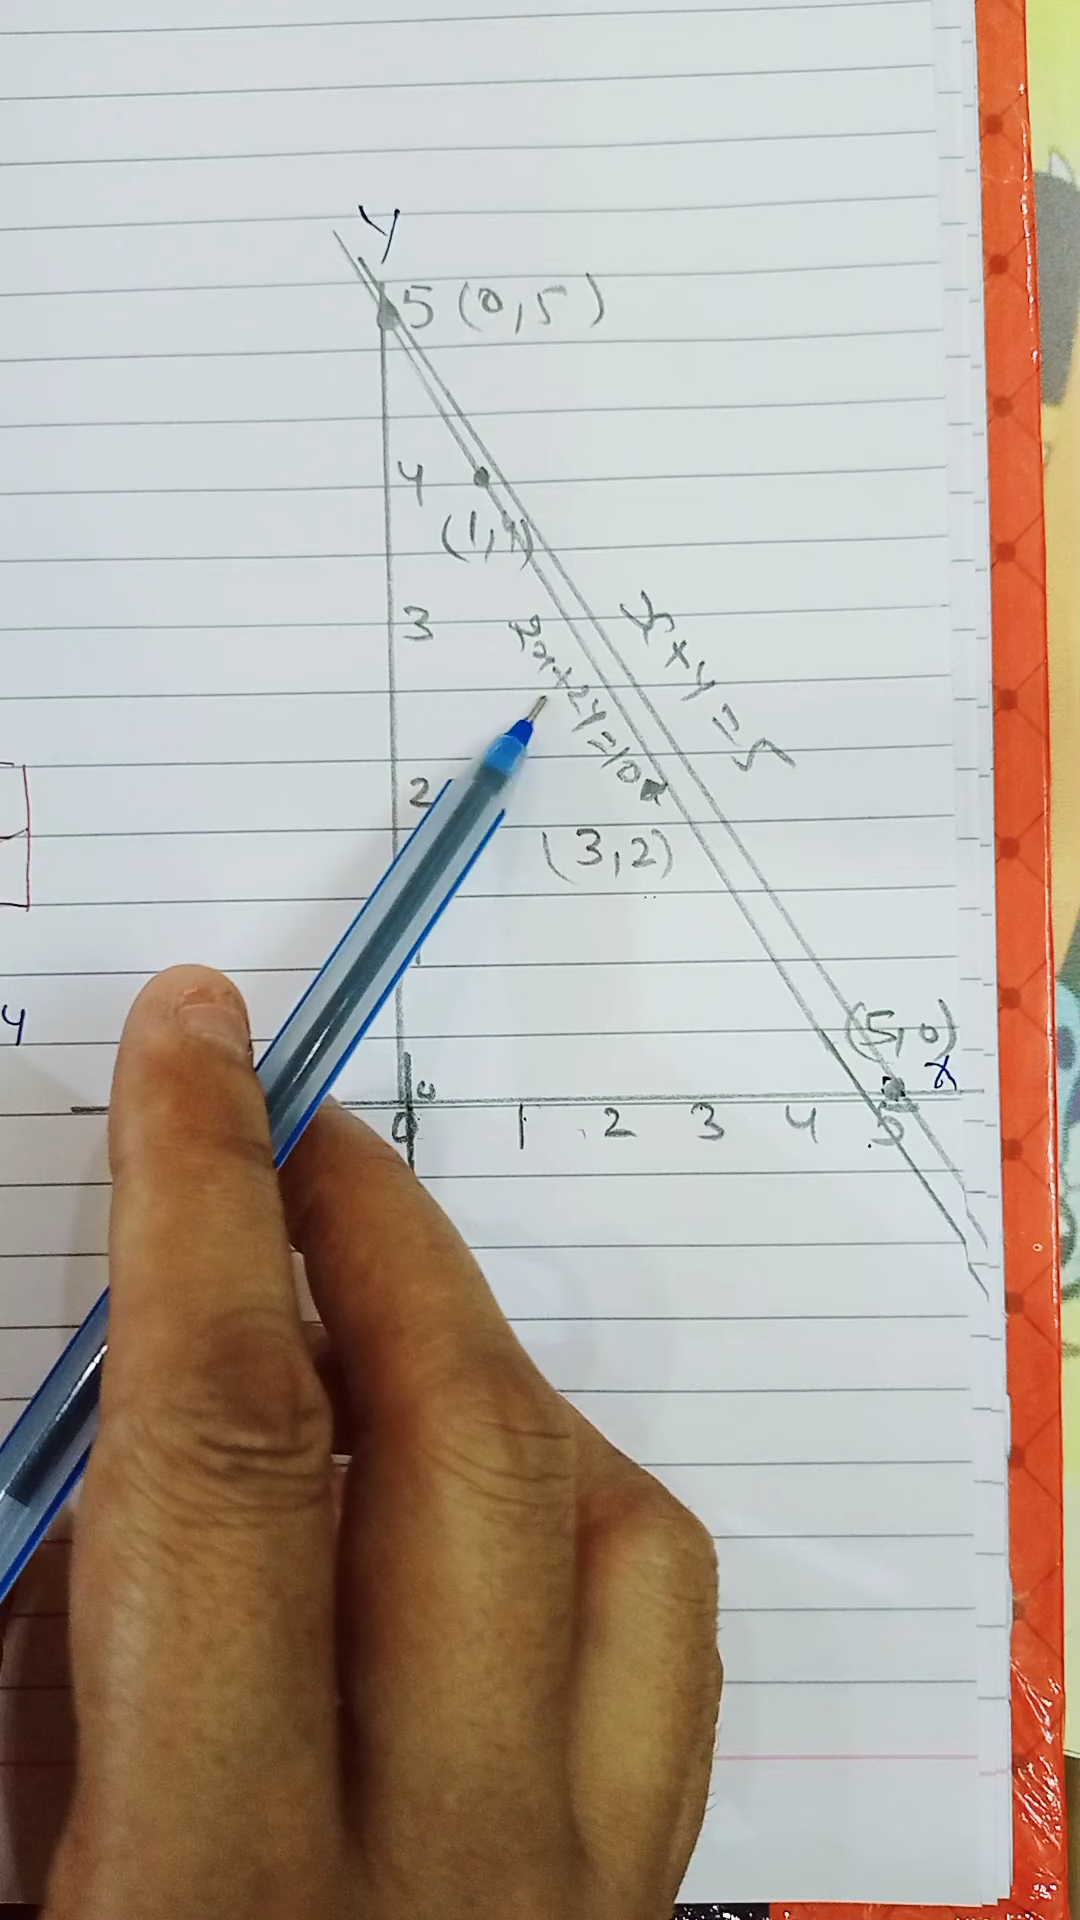 Y
5 (0,5)
4
(1,4)
3
x+y=5
2x+2y=10
2
(3,2)
y
(5,0)
x
0
0 1 2 3 4 5